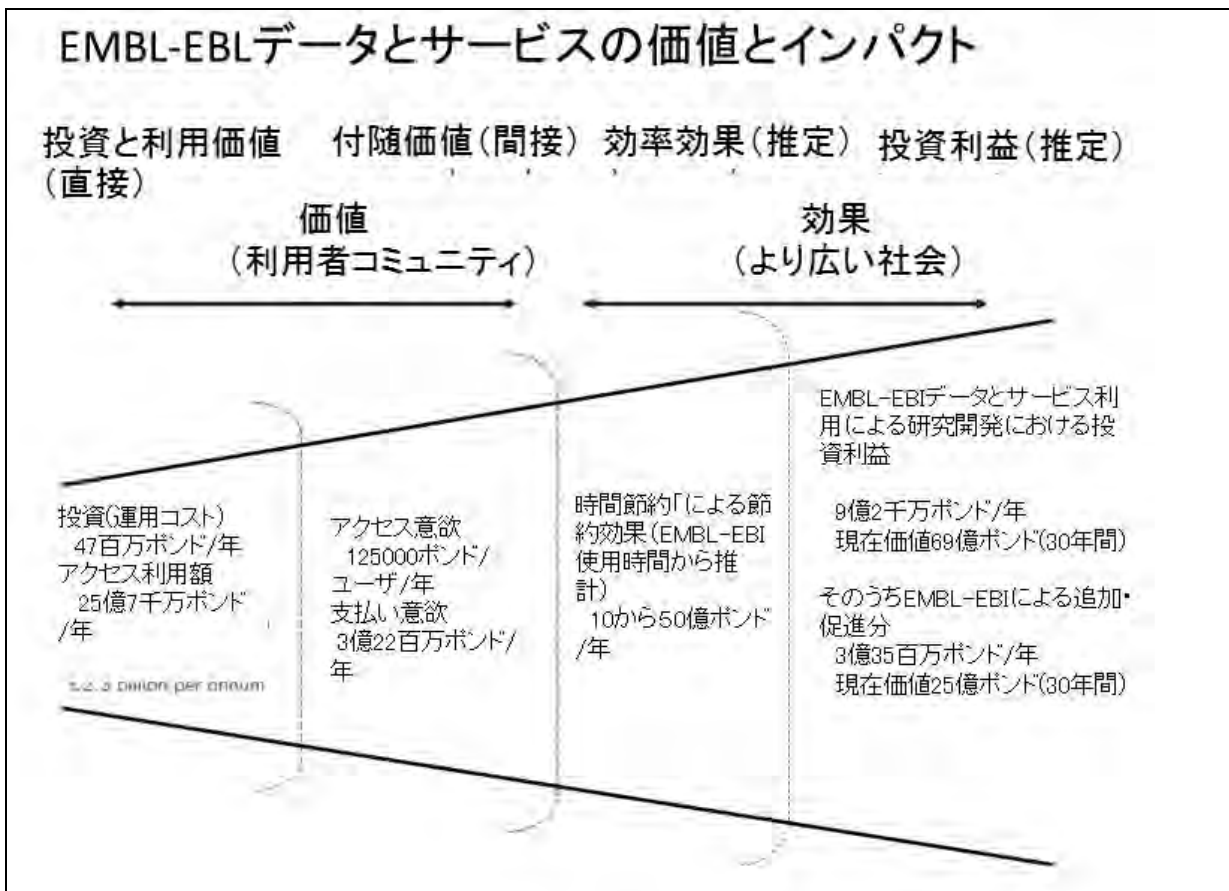 EMBL-EBLデータとサービスの価値とインパクト
投資と利用価値
(直接)
付随価値(間接)
効率効果(推定)
投資利益(推定)
価値
(利用者コミュニティ)
効果
(より広い社会)
投資(運用コスト)
47百万ポンド/年
アクセス利用額
25億7千万ポンド
/年
per annum
アクセス意欲
125000ポンド/
ユーザ/年
支払い意欲
3億22百万ポンド/
年
時間節約「による節
約効果(EMBL-EBI
使用時間から推
計)
10から50億ポンド
/年
EMBL-EBIデータとサービス利
用による研究開発における投
資利益
9億2千万ポンド/年
現在価値69億ポンド(30年間)
そのうちEMBL-EBIによる追加・
促進分
3億35百万ポンド/年
現在価値25億ポンド(30年間)